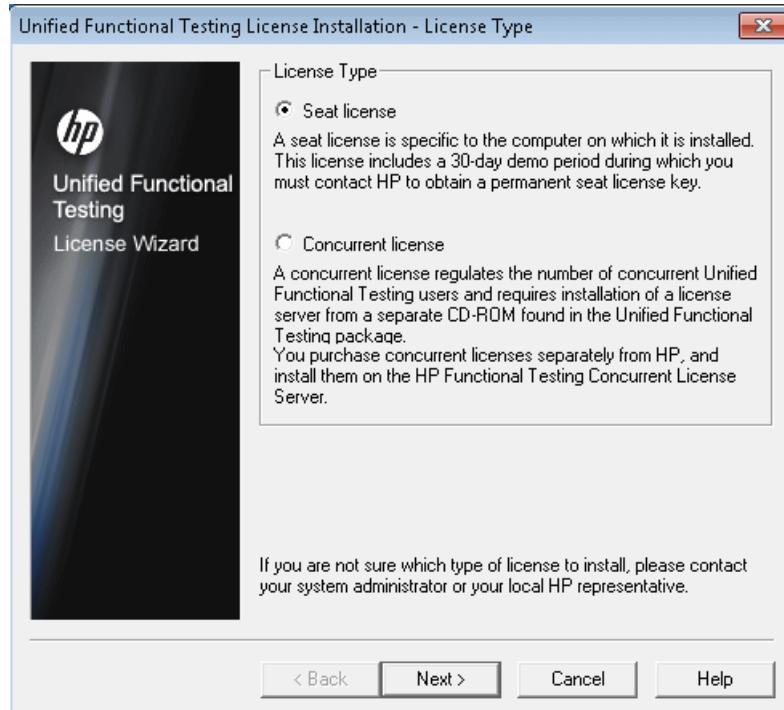 Unified Functional Testing License Installation - License Type
hp
Unified Functional
Testing
License Wizard
License Type
Seat license
A seat license is specific to the computer on which it is installed.
This license includes a 30-day demo period during which you
must contact HP to obtain a permanent seat license key.
Concurrent license
A concurrent license regulates the number of concurrent Unified
Functional Testing users and requires installation of a license
server from a separate CD-ROM found in the Unified Functional
Testing package.
You purchase concurrent licenses separately from HP, and
install them on the HP Functional Testing Concurrent License
Server.
If you are not sure which type of license to install, please contact
your system administrator or your local HP representative.
< Back
Next >
Cancel
Help